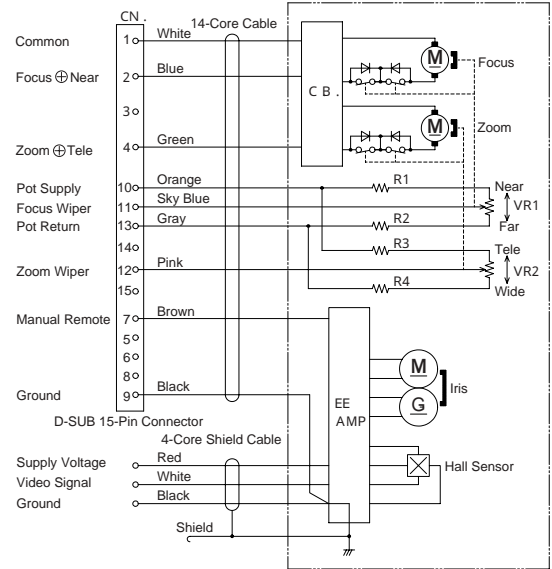 CN.
14-Core Cable
Common 1 White
Focus ⊕ Near 2 Blue
3
Zoom ⊕ Tele 4 Green
Pot Supply 10 Orange
Focus Wiper 11 Sky Blue
Pot Return 13 Gray
14
Zoom Wiper 12 Pink
15
Manual Remote 7 Brown
5
6
8
Ground 9 Black
D-SUB 15-Pin Connector
4-Core Shield Cable
Supply Voltage Red
Video Signal White
Ground Black
Shield
CB.
M Focus
M Zoom
R1 Near
VR1
R2 Far
R3 Tele
VR2
R4 Wide
EE
AMP
M
G
Iris
Hall Sensor